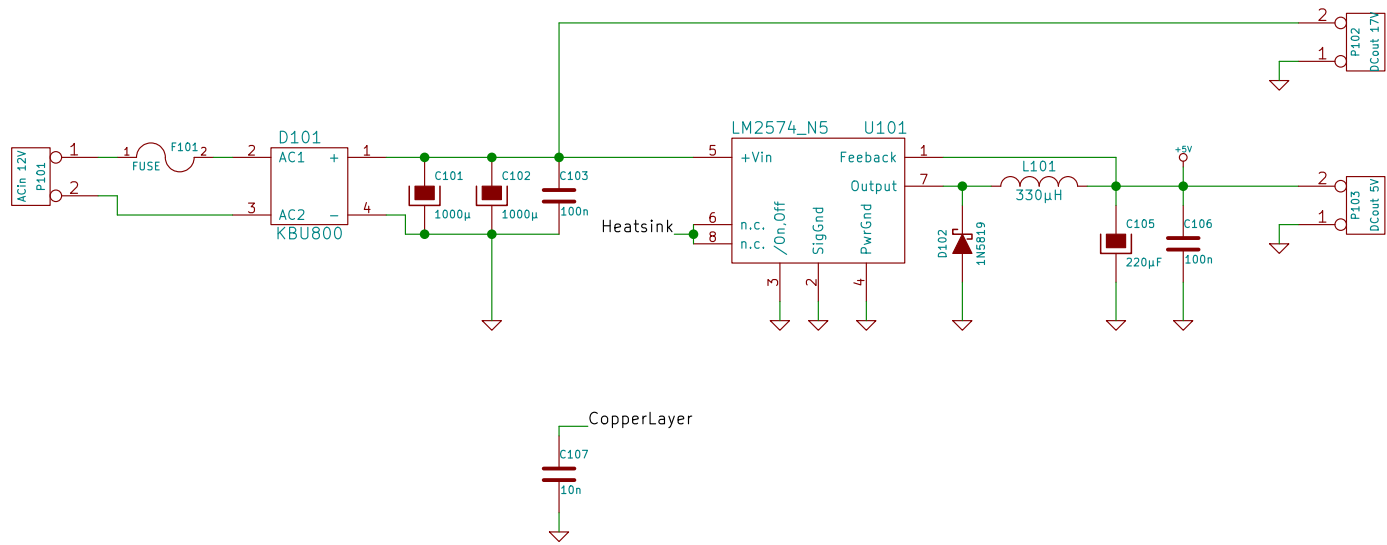 2
P102
DCout 17V
1
LM2574_N5 U101
D101
ACin 12V
P101
1
2
1
FUSE
F101
2
2
AC1
+
1
3
AC2
-
4
KBU800
C101
1000µ
C102
1000µ
C103
100n
5
+Vin
Feeback
1
Output
7
Heatsink
6
n.c.
8
n.c.
/On,Off
SigGnd
PwrGnd
3
2
4
D102
1N5819
L101
330µH
+5V
C105
220µF
C106
100n
2
P103
DCout 5V
1
CopperLayer
C107
10n